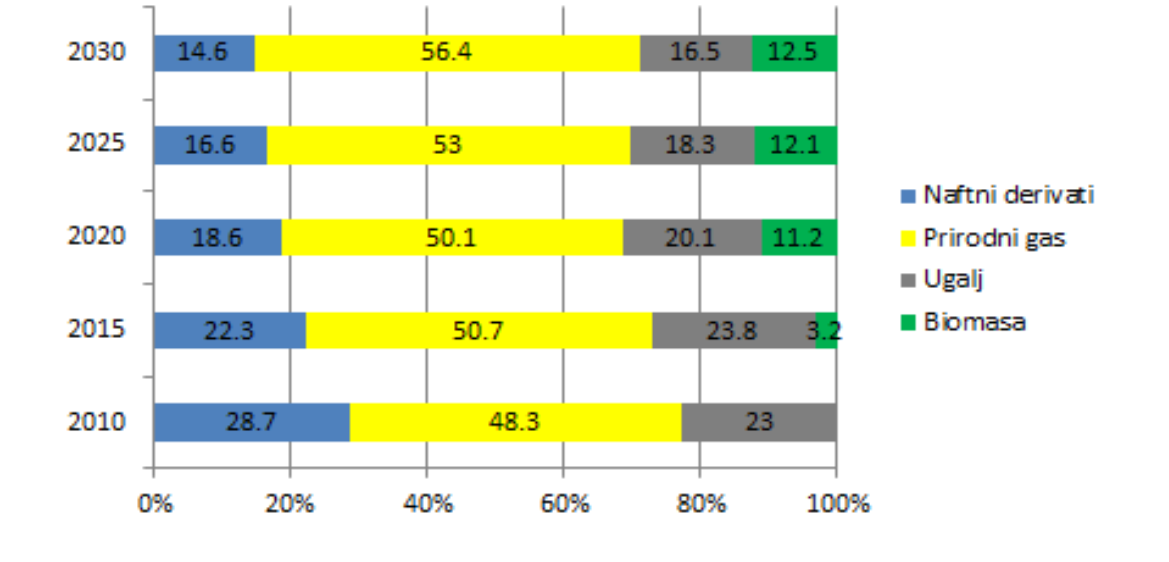 2030 14.6 56.4 16.5 12.5
2025 16.6 53 18.3 12.1
2020 18.6 50.1 20.1 11.2
2015 22.3 50.7 23.8 3.2
2010 28.7 48.3 23
0% 20% 40% 60% 80% 100%
Naftni derivati
Prirodni gas
Ugalj
Biomasa